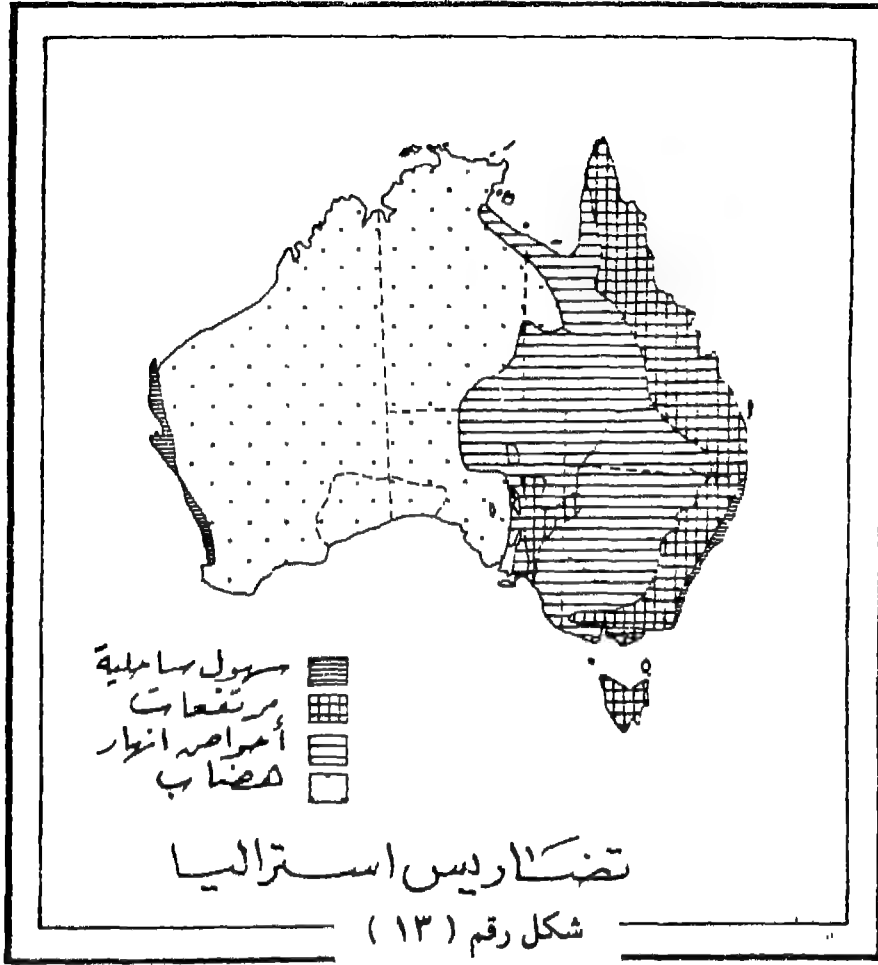 سهول ساحلية
مرتفعات
أحواض انهار
هضاب
تضاريس استراليا
شكل رقم ( ١٣ )